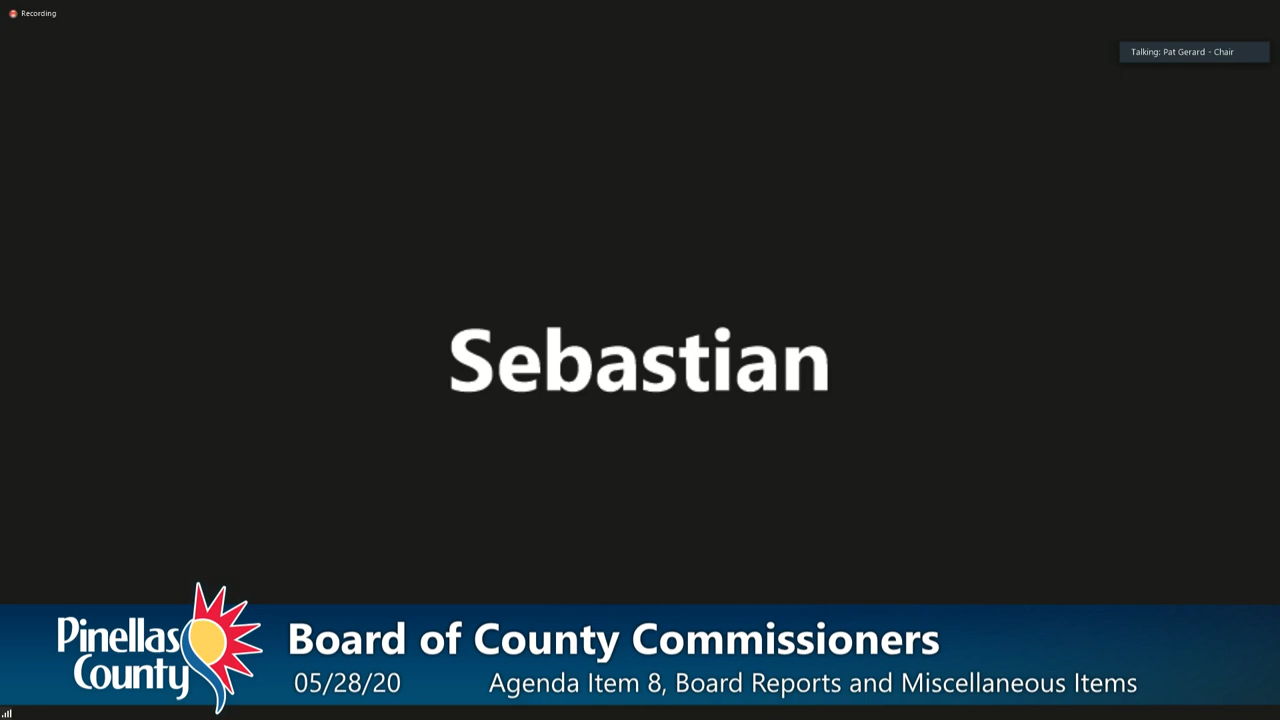 Recording
Talking: Pat Gerard - Chair
Sebastian
Pinellas
County
Board of County Commissioners
05/28/20
Agenda Item 8, Board Reports and Miscellaneous Items